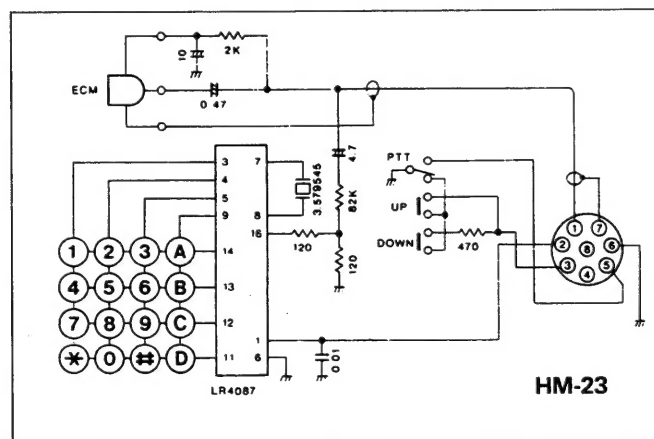 10
2K
ECM
0.47
4.7
82K
3.579545
120
120
PTT
UP
DOWN
470
1 7
2 8 6
3 4 5
3 7
4
5
9 8
16
14
13
12
11
1
6
1 2 3 A
4 5 6 B
7 8 9 C
* 0 # D
0.01
LR4087
HM-23